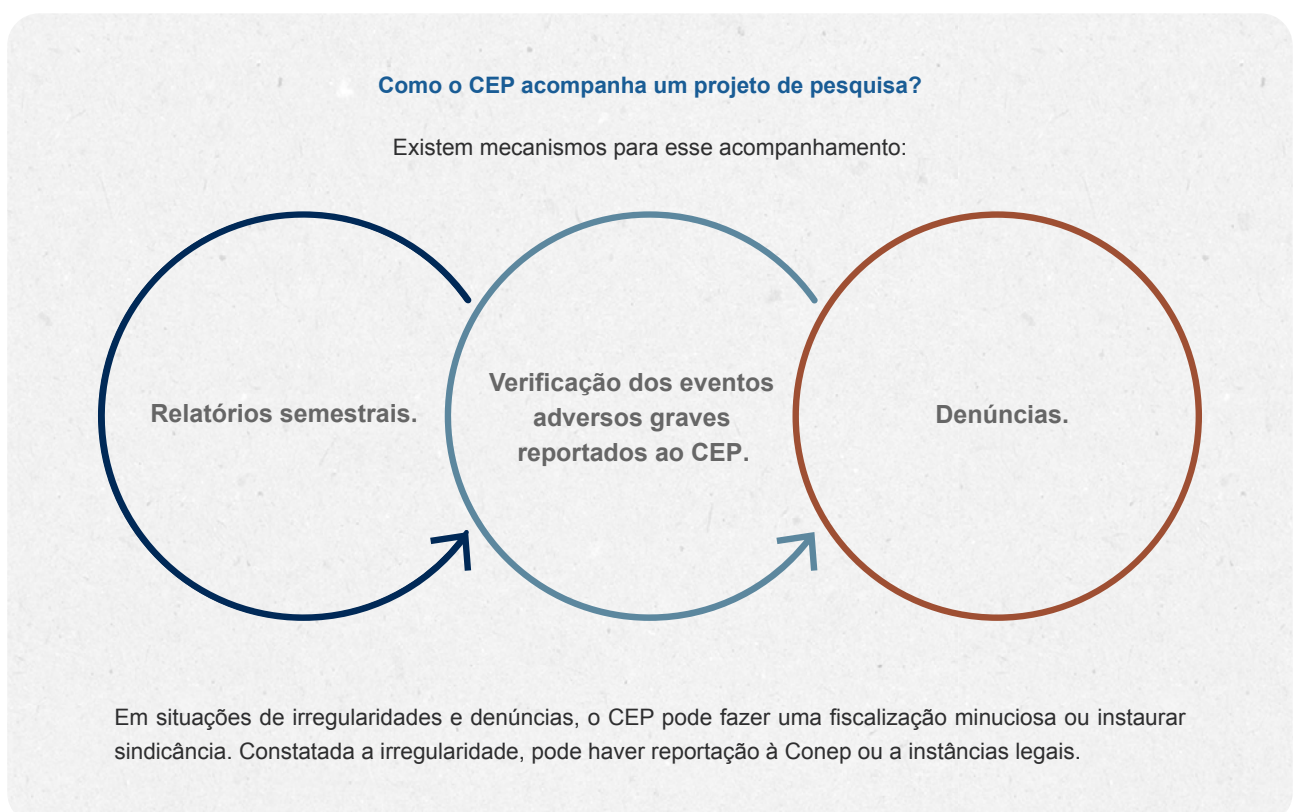 Como o CEP acompanha um projeto de pesquisa?
Existem mecanismos para esse acompanhamento:
Relatórios semestrais.
Verificação dos eventos
adversos graves
reportados ao CEP.
Denúncias.
Em situações de irregularidades e denúncias, o CEP pode fazer uma fiscalização minuciosa ou instaurar
sindicância. Constatada a irregularidade, pode haver reportação à Conep ou a instâncias legais.